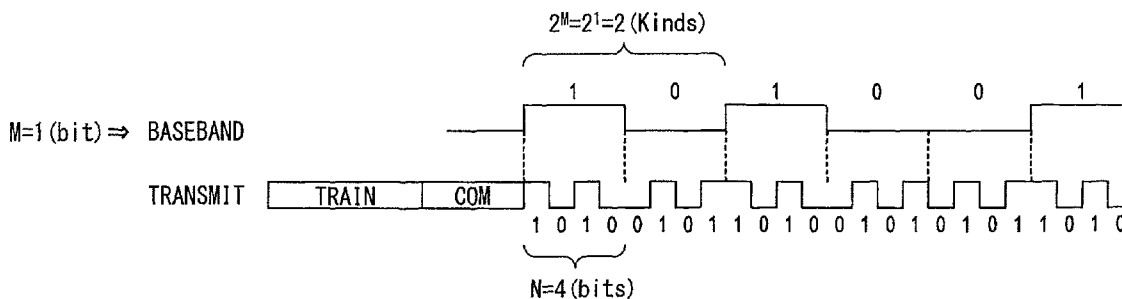 2^M=2^1=2(Kinds)
1 0 1 0 0 1
M=1(bit)⇒ BASEBAND
TRANSMIT TRAIN COM
1 0 1 0 0 1 0 1 1 0 1 0 0 1 0 1 0 1 0 1 1 0 1 0
N=4(bits)